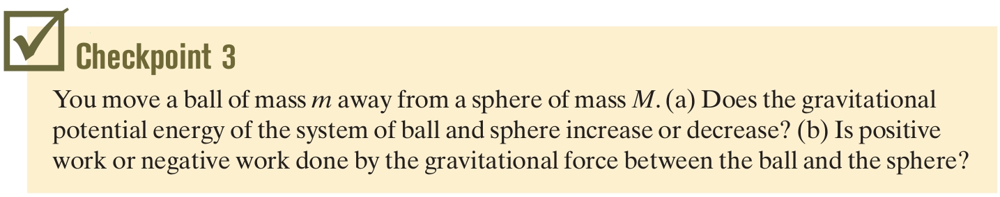 Checkpoint 3
You move a ball of mass m away from a sphere of mass M. (a) Does the gravitational
potential energy of the system of ball and sphere increase or decrease? (b) Is positive
work or negative work done by the gravitational force between the ball and the sphere?